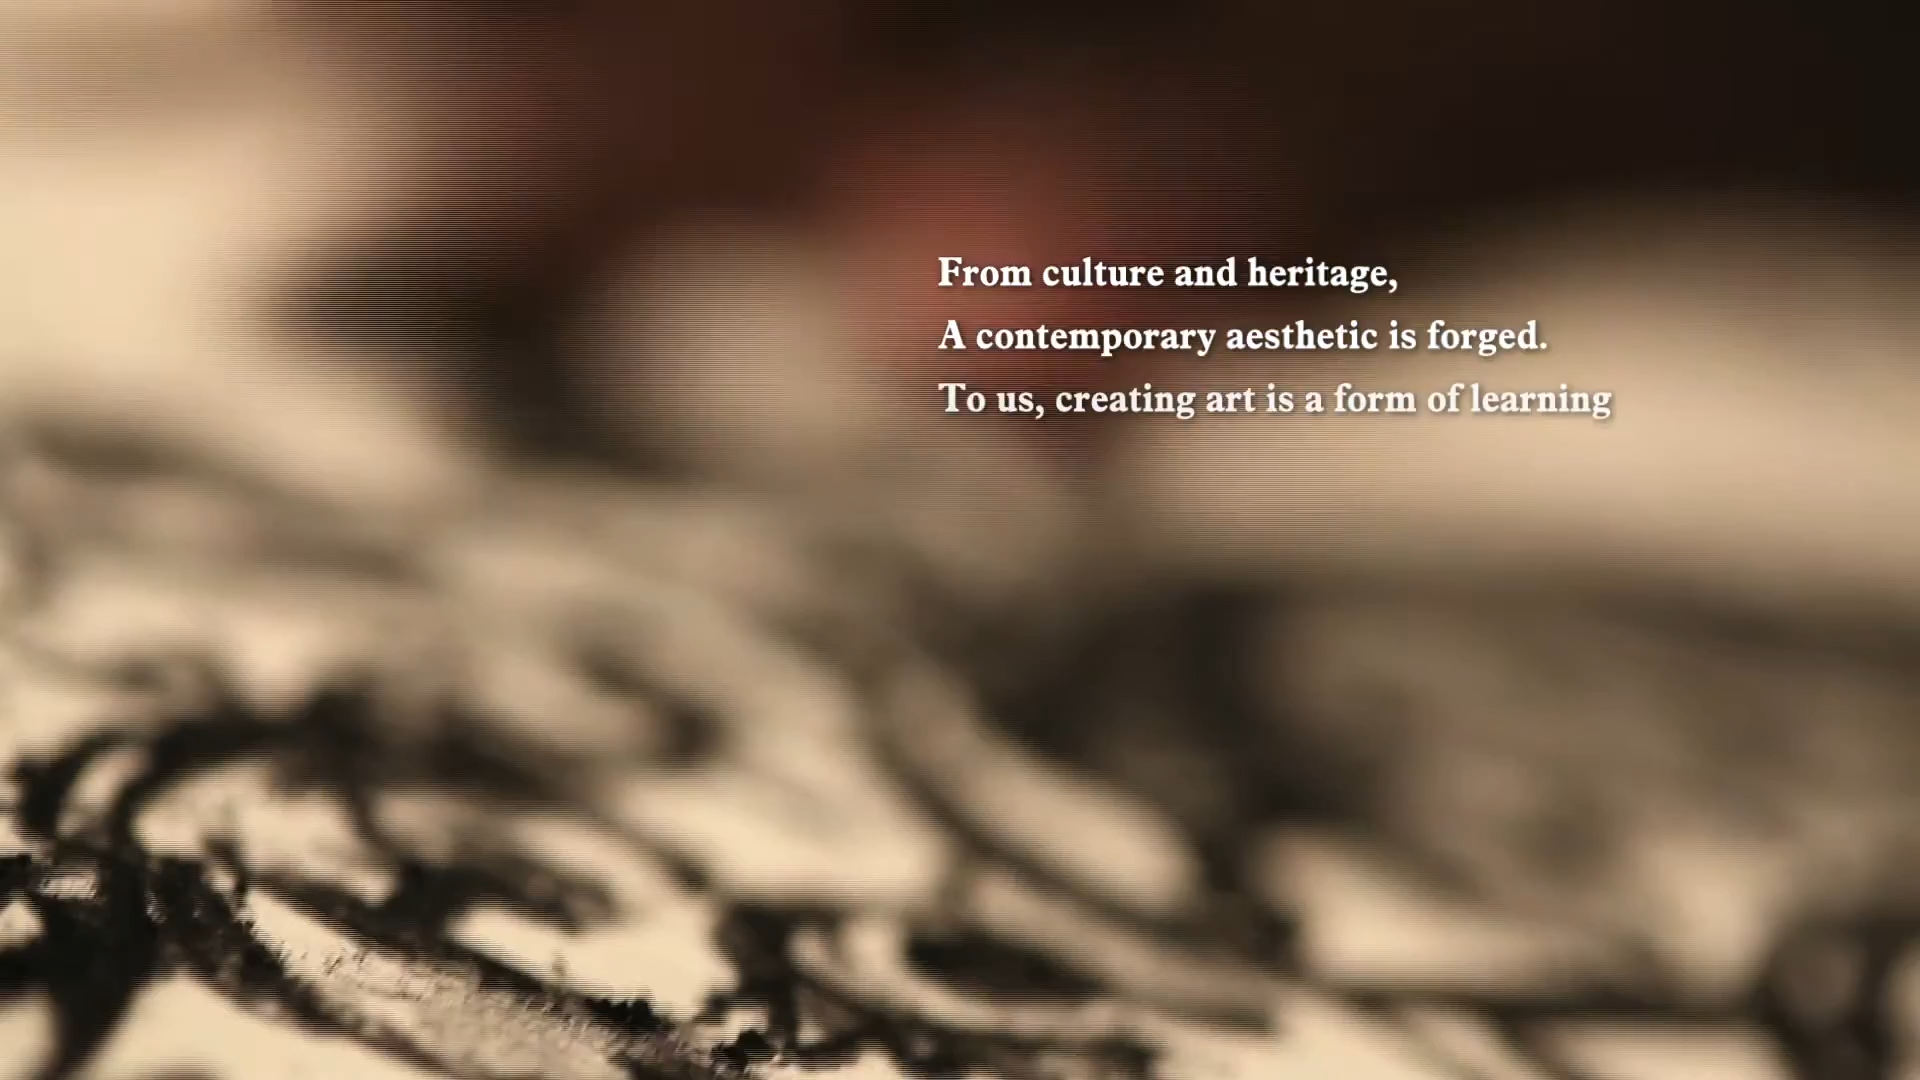 From culture and heritage,
A contemporary aesthetic is forged.
To us, creating art is a form of learning